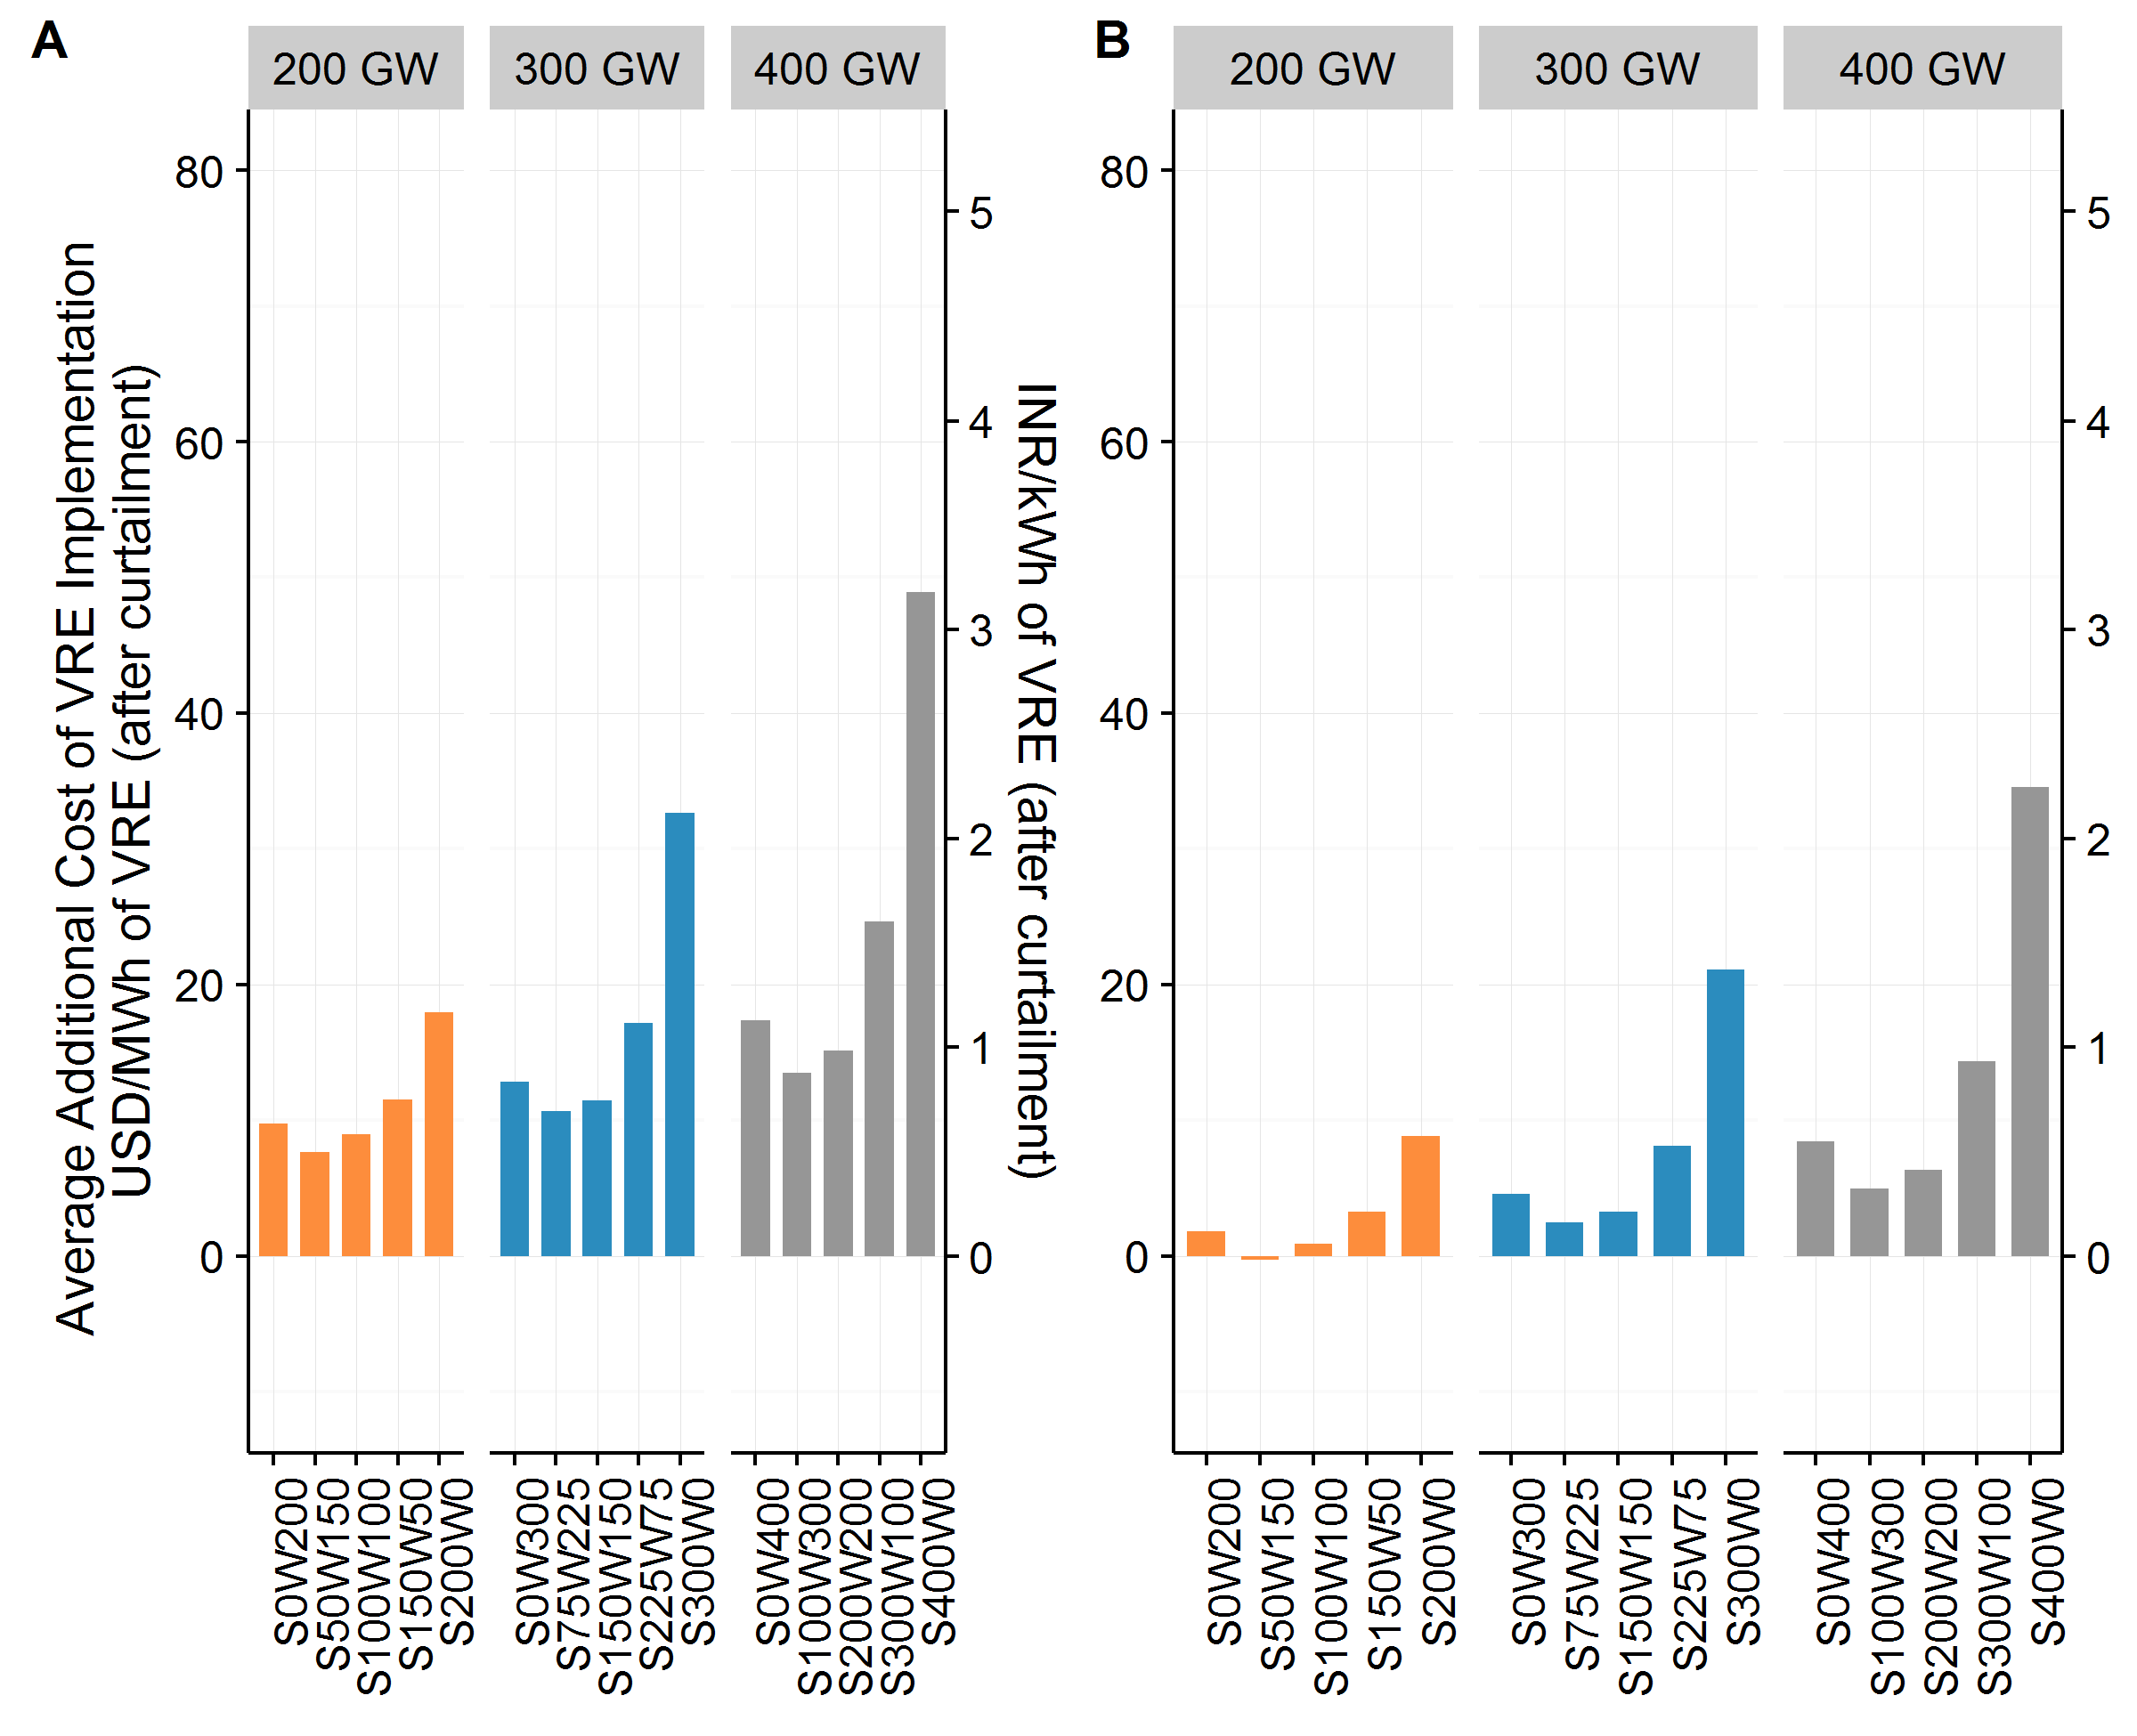 A
200 GW
300 GW
400 GW
Average Additional Cost of VRE Implementation
USD/MWh of VRE (after curtailment)
80
60
40
20
0
5
4
3
2
1
0
INR/kWh of VRE (after curtailment)
S0W200
S50W150
S100W100
S150W50
S200W0
S0W300
S75W225
S150W150
S225W75
S300W0
S0W400
S100W300
S200W200
S300W100
S400W0
B
200 GW
300 GW
400 GW
80
60
40
20
0
5
4
3
2
1
0
S0W200
S50W150
S100W100
S150W50
S200W0
S0W300
S75W225
S150W150
S225W75
S300W0
S0W400
S100W300
S200W200
S300W100
S400W0